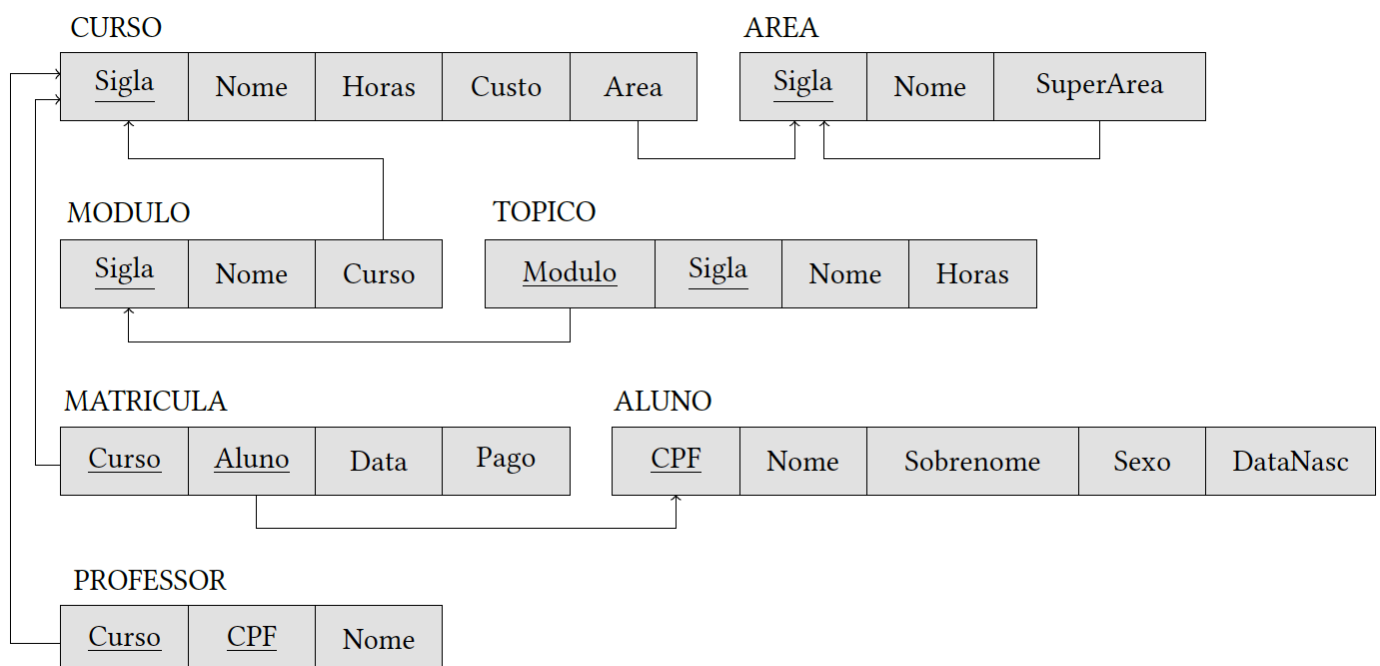 CURSO AREA
Sigla Nome Horas Custo Area Sigla Nome SuperArea
MODULO TOPICO
Sigla Nome Curso Modulo Sigla Nome Horas
MATRICULA ALUNO
Curso Aluno Data Pago CPF Nome Sobrenome Sexo DataNasc
PROFESSOR
Curso CPF Nome